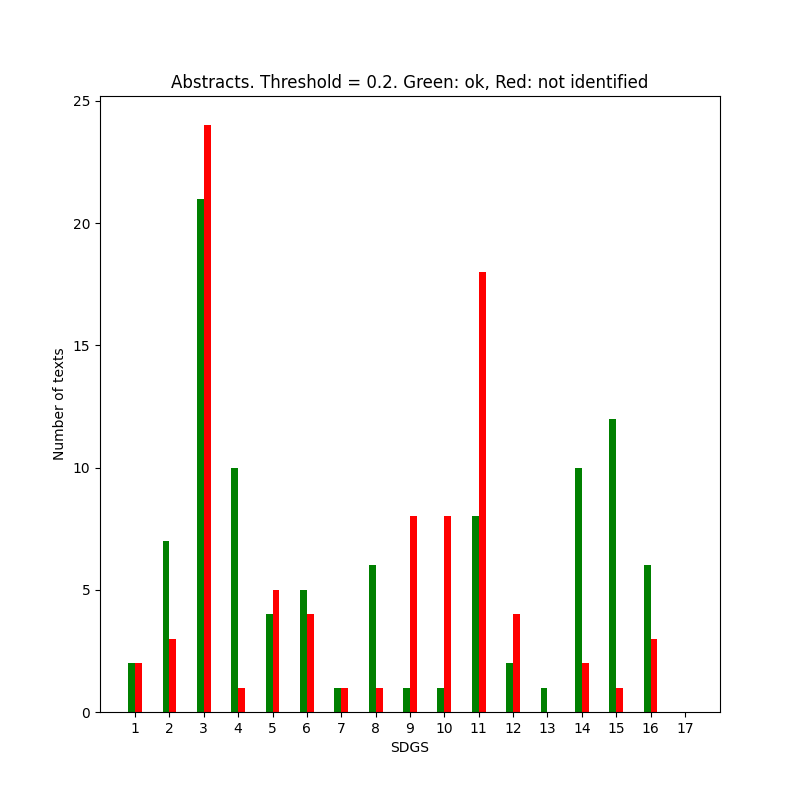 Abstracts. Threshold = 0.2. Green: ok, Red: not identified
25
20
15
10
5
0
Number of texts
1 2 3 4 5 6 7 8 9 10 11 12 13 14 15 16 17
SDGS